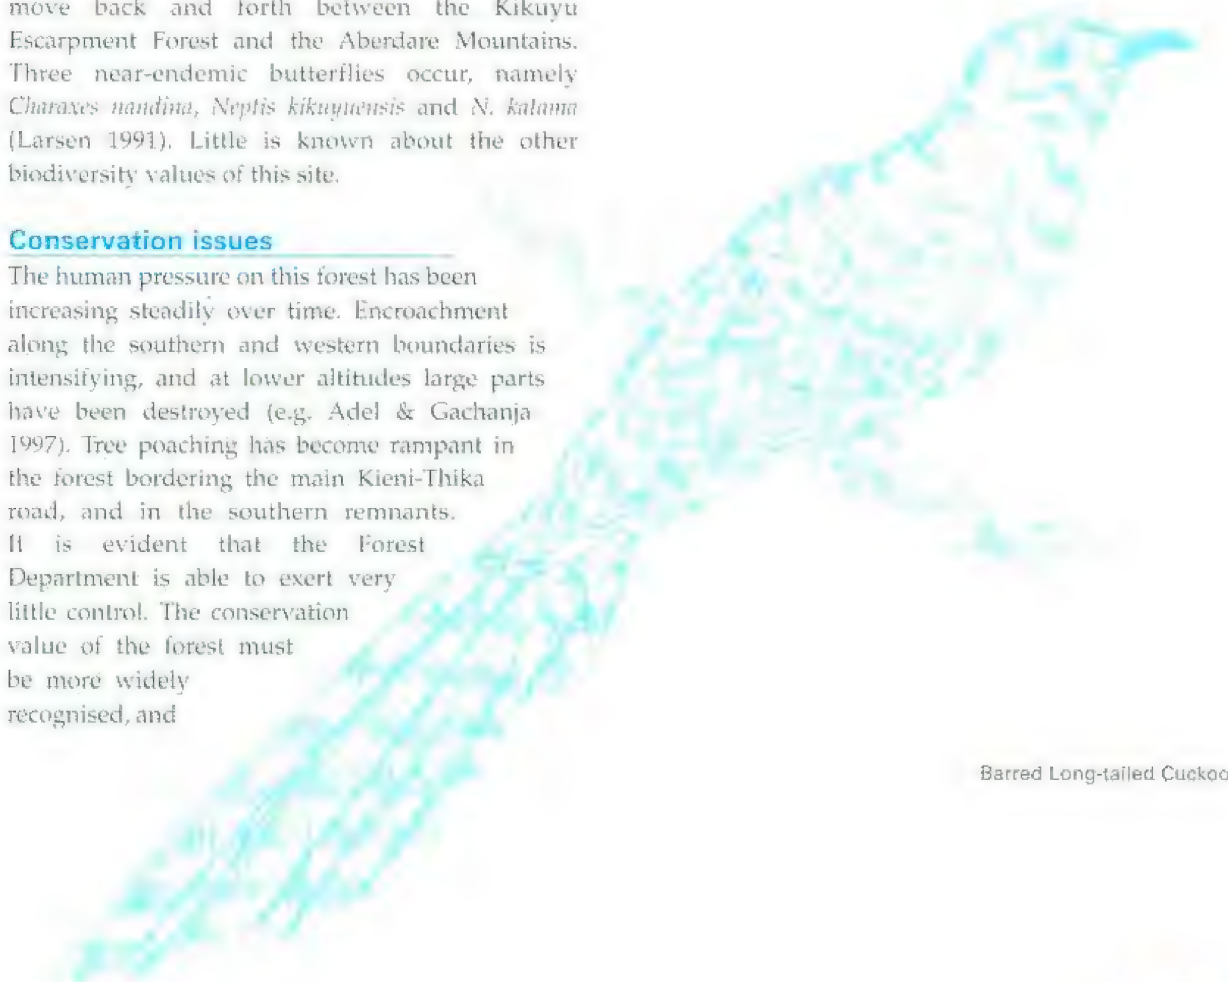 move back and forth between the Kikuyu
Escarpment Forest and the Aberdare Mountains.
Three near-endemic butterflies occur, namely
Charaxes nandina, Neptis kikuyuensis and N. katama
(Larsen 1991). Little is known about the other
biodiversity values of this site.
Conservation issues
The human pressure on this forest has been
increasing steadily over time. Encroachment
along the southern and western boundaries is
intensifying, and at lower altitudes large parts
have been destroyed (e.g. Adel & Gachanja
1997). Tree poaching has become rampant in
the forest bordering the main Kieni-Thika
road, and in the southern remnants.
It is evident that the Forest
Department is able to exert very
little control. The conservation
value of the forest must
be more widely
recognised, and
Barred Long-tailed Cuckoo